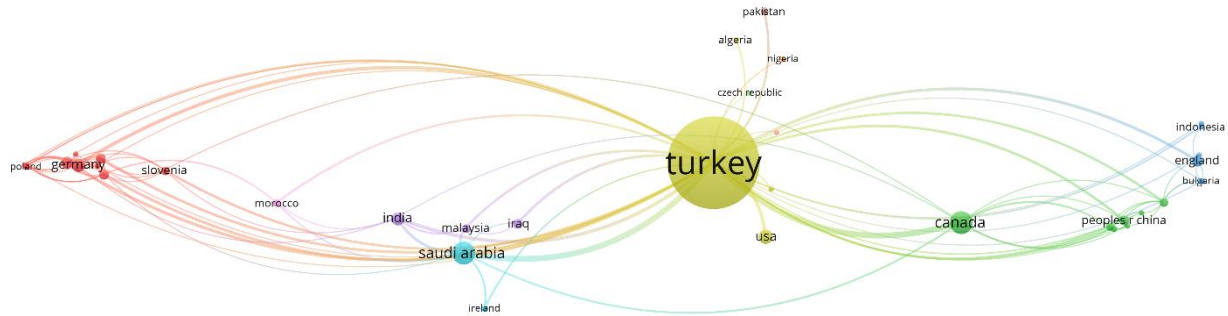 pakistan
algeria
nigeria
czech republic
indonesia
england
bulgaria
poland
germany
slovenia
turkey
morocco
india
malaysia
iraq
canada
peoples r china
usa
saudi arabia
ireland